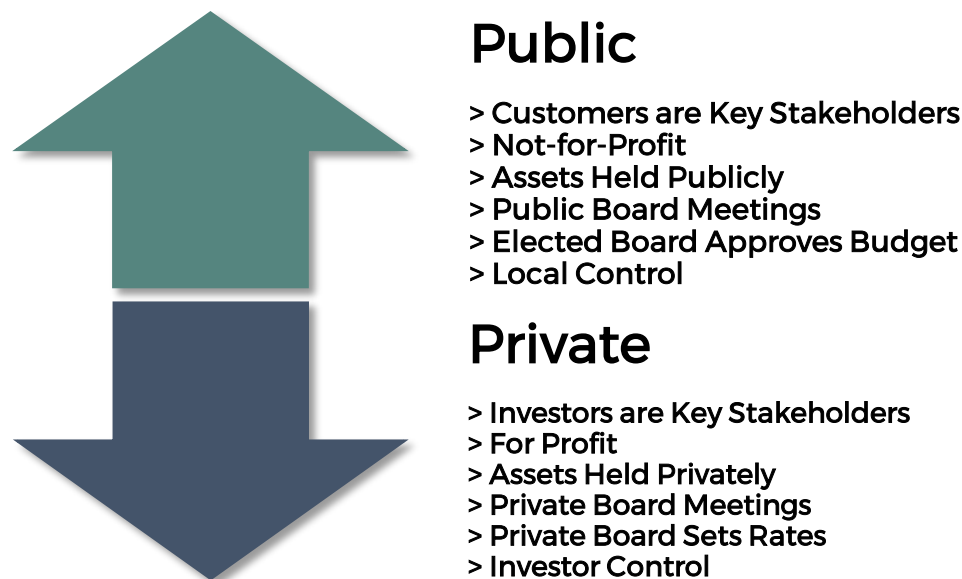 Public
> Customers are Key Stakeholders
> Not-for-Profit
> Assets Held Publicly
> Public Board Meetings
> Elected Board Approves Budget
> Local Control
Private
> Investors are Key Stakeholders
> For Profit
> Assets Held Privately
> Private Board Meetings
> Private Board Sets Rates
> Investor Control